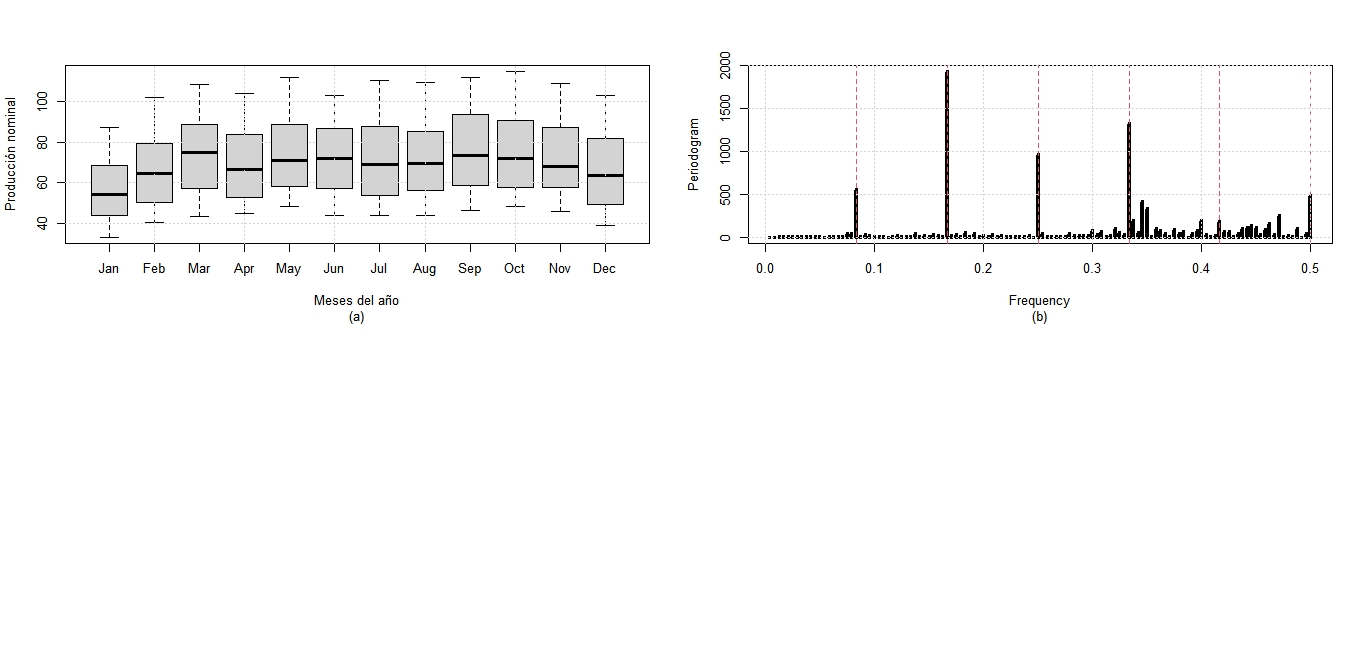 Producción nominal
100
80
60
40
Jan Feb Mar Apr May Jun Jul Aug Sep Oct Nov Dec
Meses del año
(a)
Periodogram
2000
1500
1000
500
0
0.0 0.1 0.2 0.3 0.4 0.5
Frequency
(b)